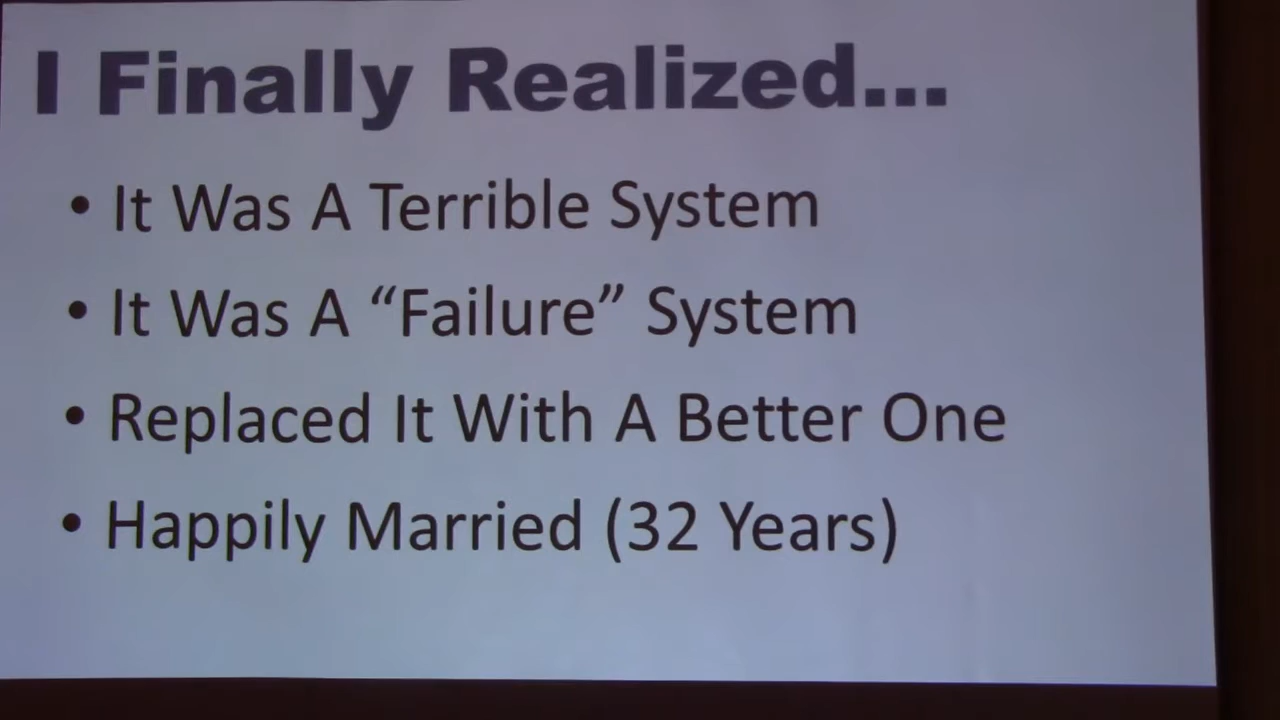 I Finally Realized...
• It Was A Terrible System
• It Was A “Failure” System
• Replaced It With A Better One
• Happily Married (32 Years)